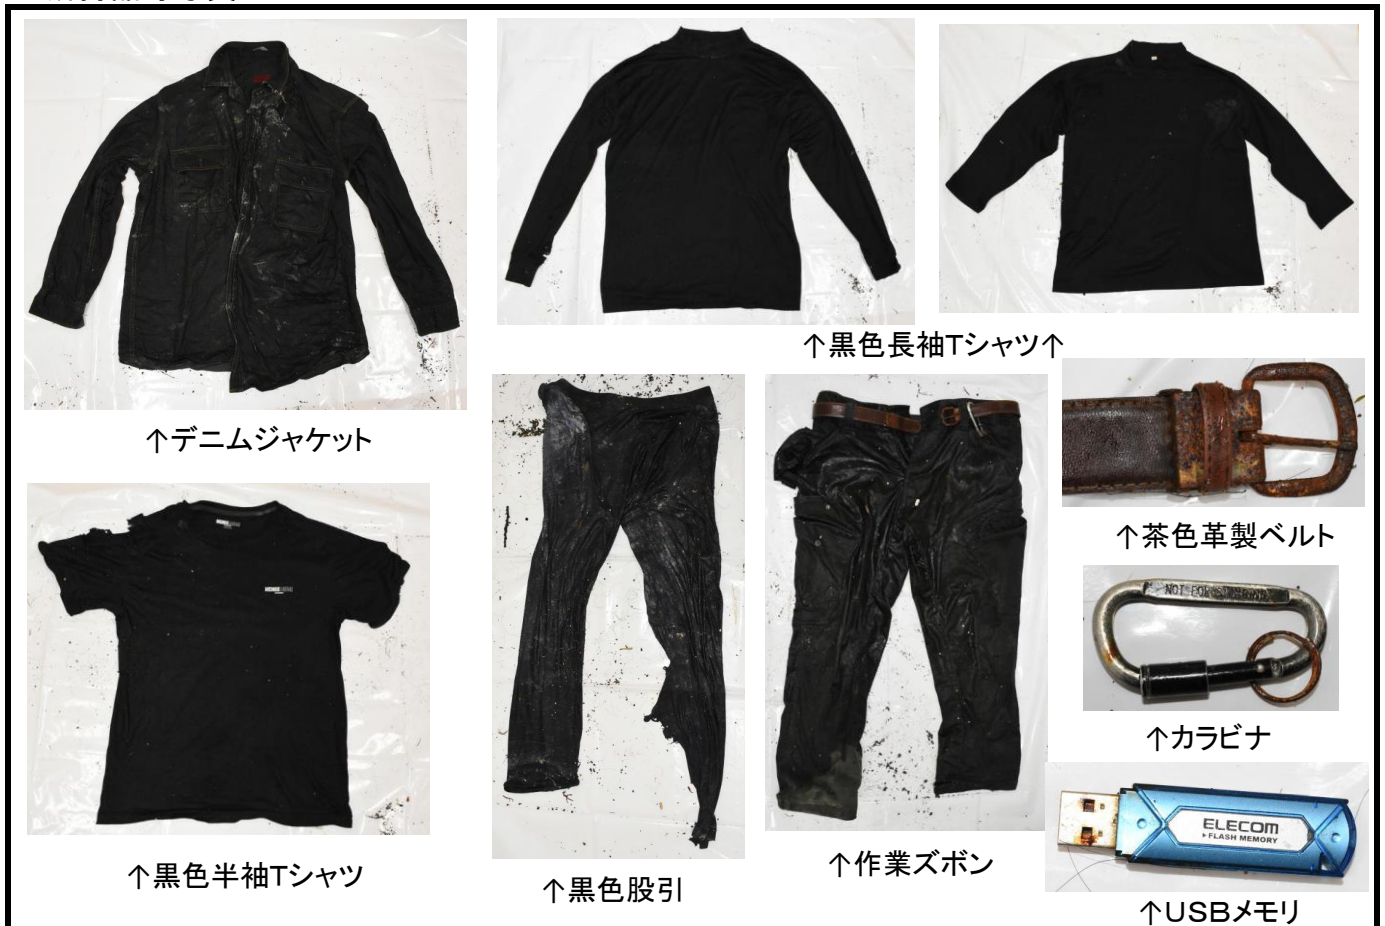 ↑黒色長袖Tシャツ↑
↑デニムジャケット
↑茶色革製ベルト
NOT FOR
↑カラビナ
ELECOM
▸FLASH MEMORY
↑黒色半袖Tシャツ
↑黒色股引
↑作業ズボン
↑USBメモリ